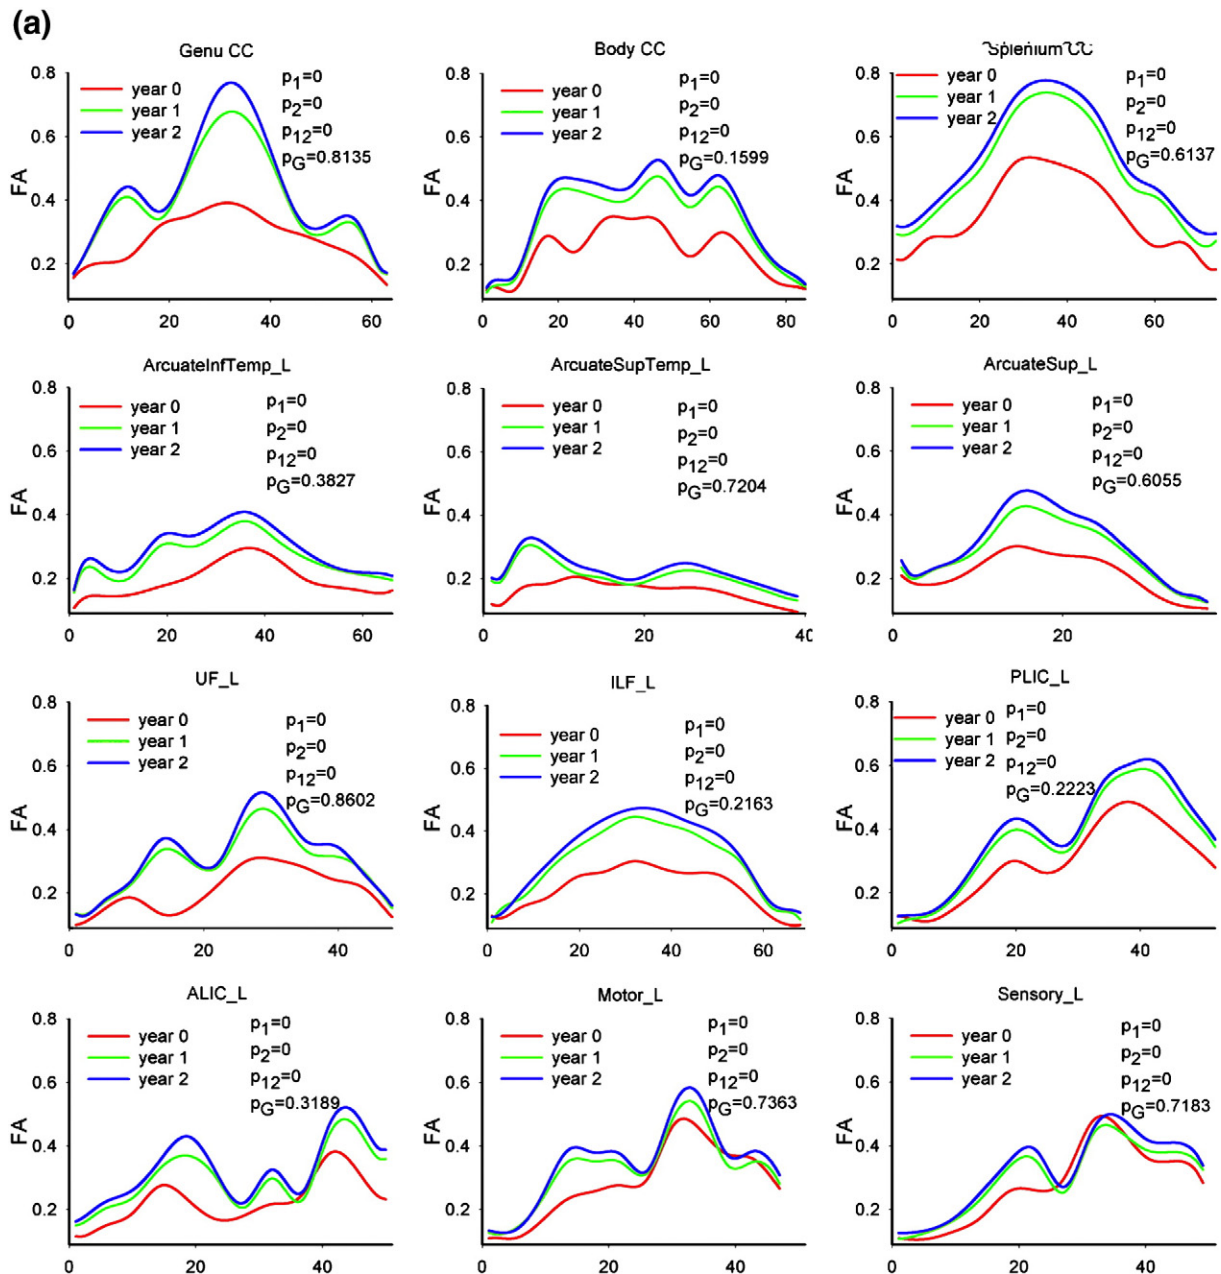 (a)
Genu CC
year 0
year 1
year 2
p1=0
p2=0
p12=0
pG=0.8135
FA
0.8
0.6
0.4
0.2
0 20 40 60
Body CC
year 0
year 1
year 2
p1=0
p2=0
p12=0
pG=0.1599
FA
0.8
0.6
0.4
0.2
0 20 40 60 80
Splenium CC
year 0
year 1
year 2
p1=0
p2=0
p12=0
pG=0.6137
FA
0.8
0.6
0.4
0.2
0 20 40 60
ArcuateInfTemp_L
year 0
year 1
year 2
p1=0
p2=0
p12=0
pG=0.3827
FA
0.8
0.6
0.4
0.2
0 20 40 60
ArcuateSupTemp_L
year 0
year 1
year 2
p1=0
p2=0
p12=0
pG=0.7204
FA
0.8
0.6
0.4
0.2
0 20 40
ArcuateSup_L
year 0
year 1
year 2
p1=0
p2=0
p12=0
pG=0.6055
FA
0.8
0.6
0.4
0.2
0 20
UF_L
year 0
year 1
year 2
p1=0
p2=0
p12=0
pG=0.8602
FA
0.8
0.6
0.4
0.2
0 20 40
ILF_L
year 0
year 1
year 2
p1=0
p2=0
p12=0
pG=0.2163
FA
0.8
0.6
0.4
0.2
0 20 40 60
PLIC_L
year 0
year 1
year 2
p1=0
p2=0
p12=0
pG=0.2223
FA
0.8
0.6
0.4
0.2
0 20 40
ALIC_L
year 0
year 1
year 2
p1=0
p2=0
p12=0
pG=0.3189
FA
0.8
0.6
0.4
0.2
0 20 40
Motor_L
year 0
year 1
year 2
p1=0
p2=0
p12=0
pG=0.7363
FA
0.8
0.6
0.4
0.2
0 20 40
Sensory_L
year 0
year 1
year 2
p1=0
p2=0
p12=0
pG=0.7183
FA
0.8
0.6
0.4
0.2
0 20 40